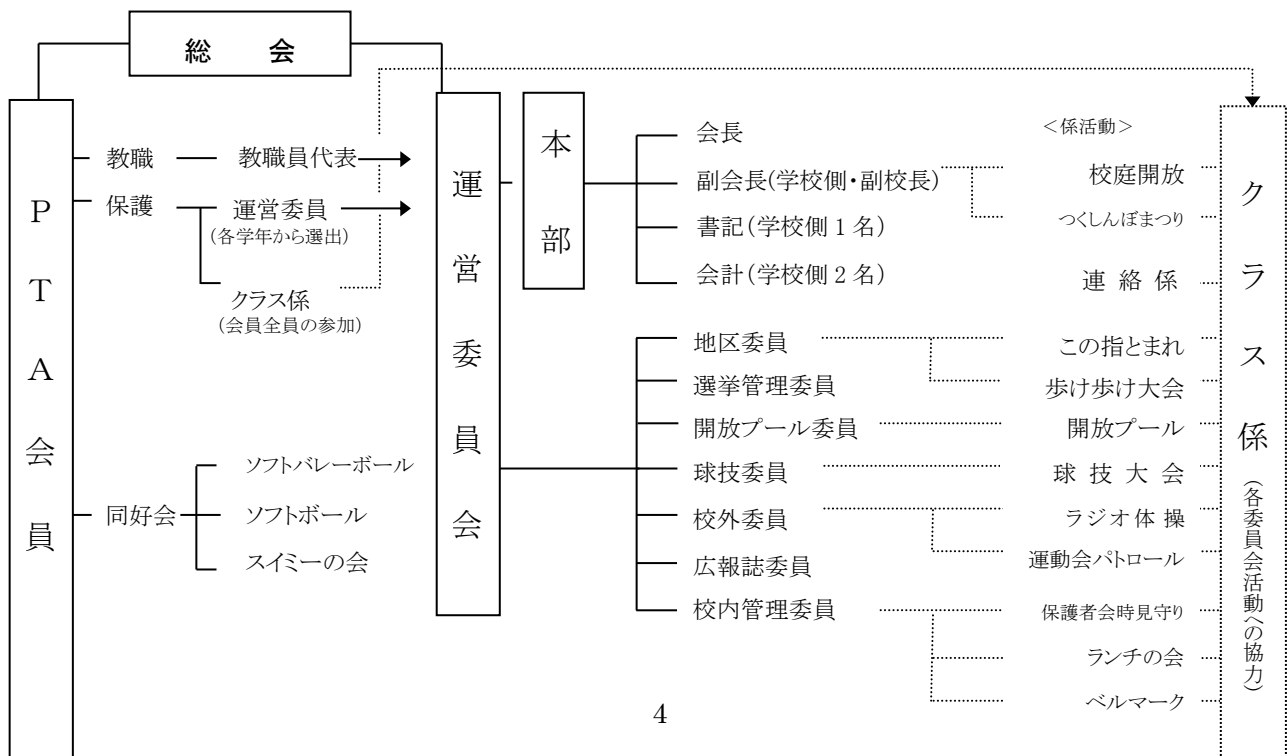 総　会
PTA会員
教職
教職員代表
保護
運営委員
(各学年から選出)
クラス係
(会員全員の参加)
同好会
ソフトバレーボール
ソフトボール
スイミーの会
運営委員会
本部
会長
副会長(学校側・副校長)
書記(学校側1名)
会計(学校側2名)
地区委員
選挙管理委員
開放プール委員
球技委員
校外委員
広報誌委員
校内管理委員
＜係活動＞
校庭開放
つくしんぼまつり
連絡係
この指とまれ
歩け歩け大会
開放プール
球技大会
ラジオ体操
運動会パトロール
保護者会時見守り
ランチの会
ベルマーク
クラス係(各委員会活動への協力)
4